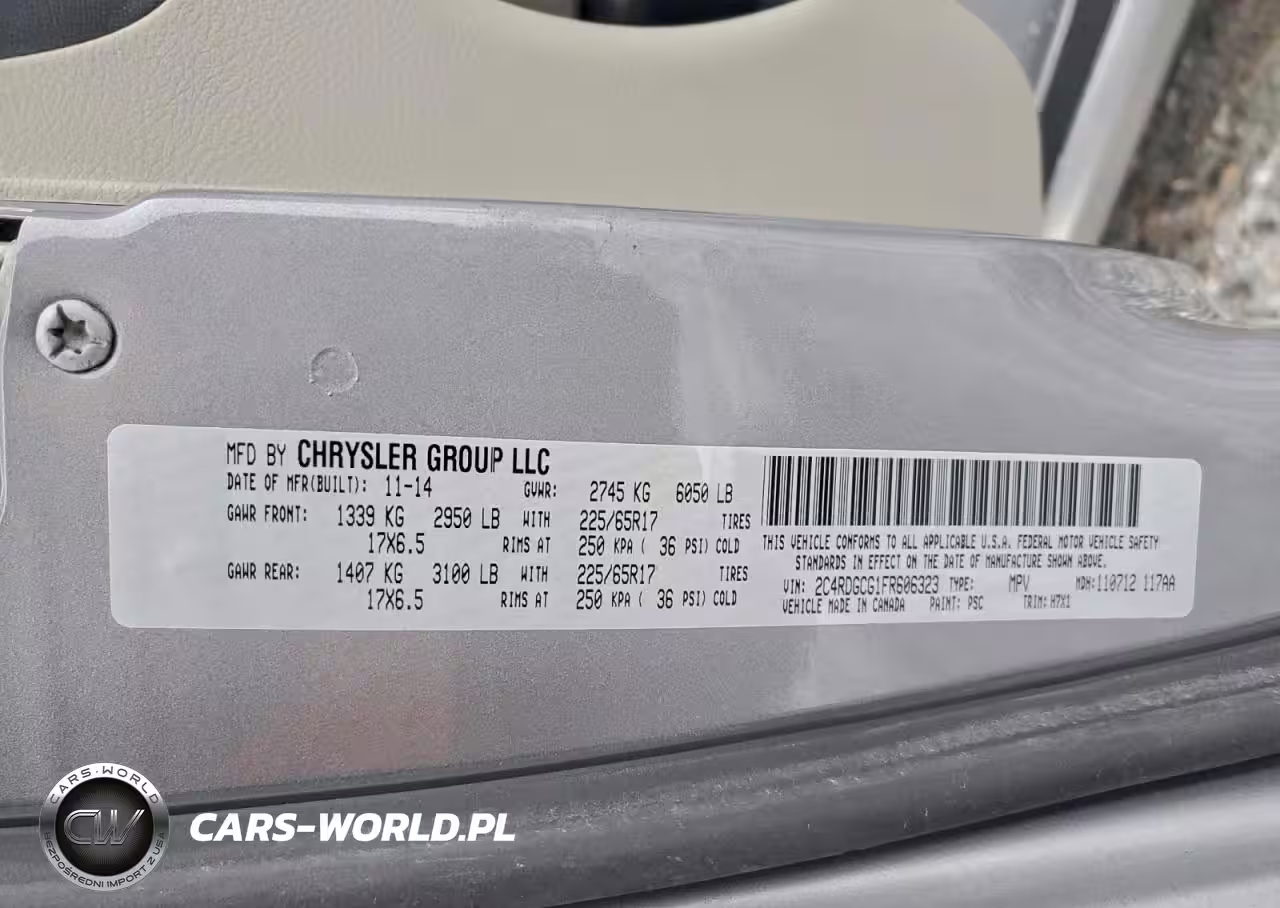 MFD BY CHRYSLER GROUP LLC
DATE OF MFR(BUILT): 11-14 GVWR: 2745 KG 6050 LB
GAWR FRONT: 1339 KG 2950 LB WITH 225/65R17 TIRES
17X6.5 RIMS AT 250 KPA ( 36 PSI) COLD
GAWR REAR: 1407 KG 3100 LB WITH 225/65R17 TIRES
17X6.5 RIMS AT 250 KPA ( 36 PSI) COLD
THIS VEHICLE CONFORMS TO ALL APPLICABLE U.S.A. FEDERAL MOTOR VEHICLE SAFETY
STANDARDS IN EFFECT ON THE DATE OF MANUFACTURE SHOWN ABOVE.
VIN: 2C4RDGCG1FR606323 TYPE: MPV MDH:110712 117AA
VEHICLE MADE IN CANADA PAINT: PSC TRIM: H7X1
CARS-WORLD
CW
BEZPOŚREDNI IMPORT Z USA
CARS-WORLD.PL